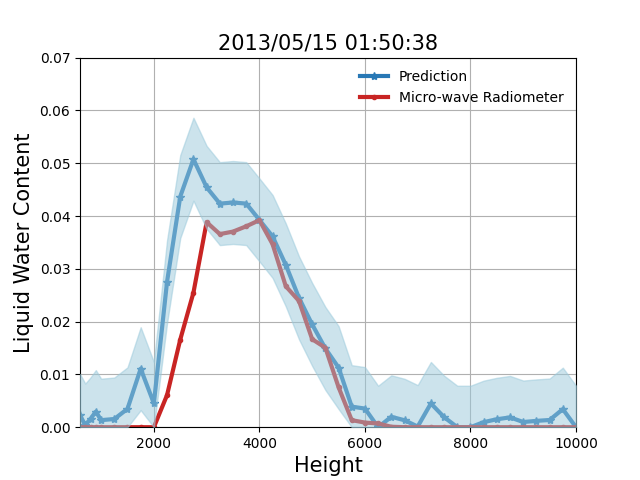 2013/05/15 01:50:38
Prediction
Micro-wave Radiometer
Liquid Water Content
0.07
0.06
0.05
0.04
0.03
0.02
0.01
0.00
2000 4000 6000 8000 10000
Height